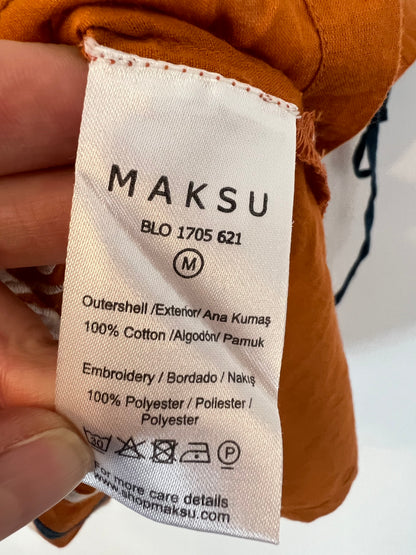 MAKSU
BLO 1705 621
M
Outershell /Exterior/ Ana Kumaş
100% Cotton /Algodón/ Pamuk
Embroidery / Bordado / Nakış
100% Polyester / Poliester /
Polyester
30 P
For more care details
www.shopmaksu.com